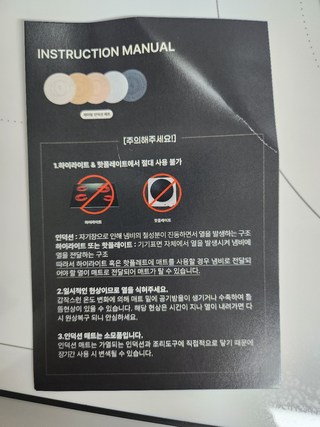 INSTRUCTION MANUAL
[주의해주세요!]
1.하이라이트 & 핫플레이트에서 절대 사용 불가
하이라이트
핫플레이트
인덕션 : 자기장으로 인해 냄비의 철성분이 진동하면서 열을 발생하는 구조
하이라이트 또는 핫플레이트 : 기기표면 자체에서 열을 발생시켜 냄비에
열을 전달하는 구조
따라서 하이라이트 혹은 핫플레이트에 매트를 사용할 경우 냄비로 전달되
어야 할 열이 매트로 전달되어 매트가 탈 수 있습니다.
2.일시적인 현상이므로 열을 식혀주세요.
갑작스런 온도 변화에 의해 매트 밑에 공기방울이 생기거나 수축하여 틈
현상이 있을 수 있습니다. 해당 현상은 시간이 지나 열이 내려가면 다
시 원상복구 되니 안심하세요.
3.인덕션 매트는 소모품입니다.
인덕션 매트는 가열되는 인덕션과 조리도구에 직접적으로 닿기 때문에
장기간 사용 시 변색될 수 있습니다.